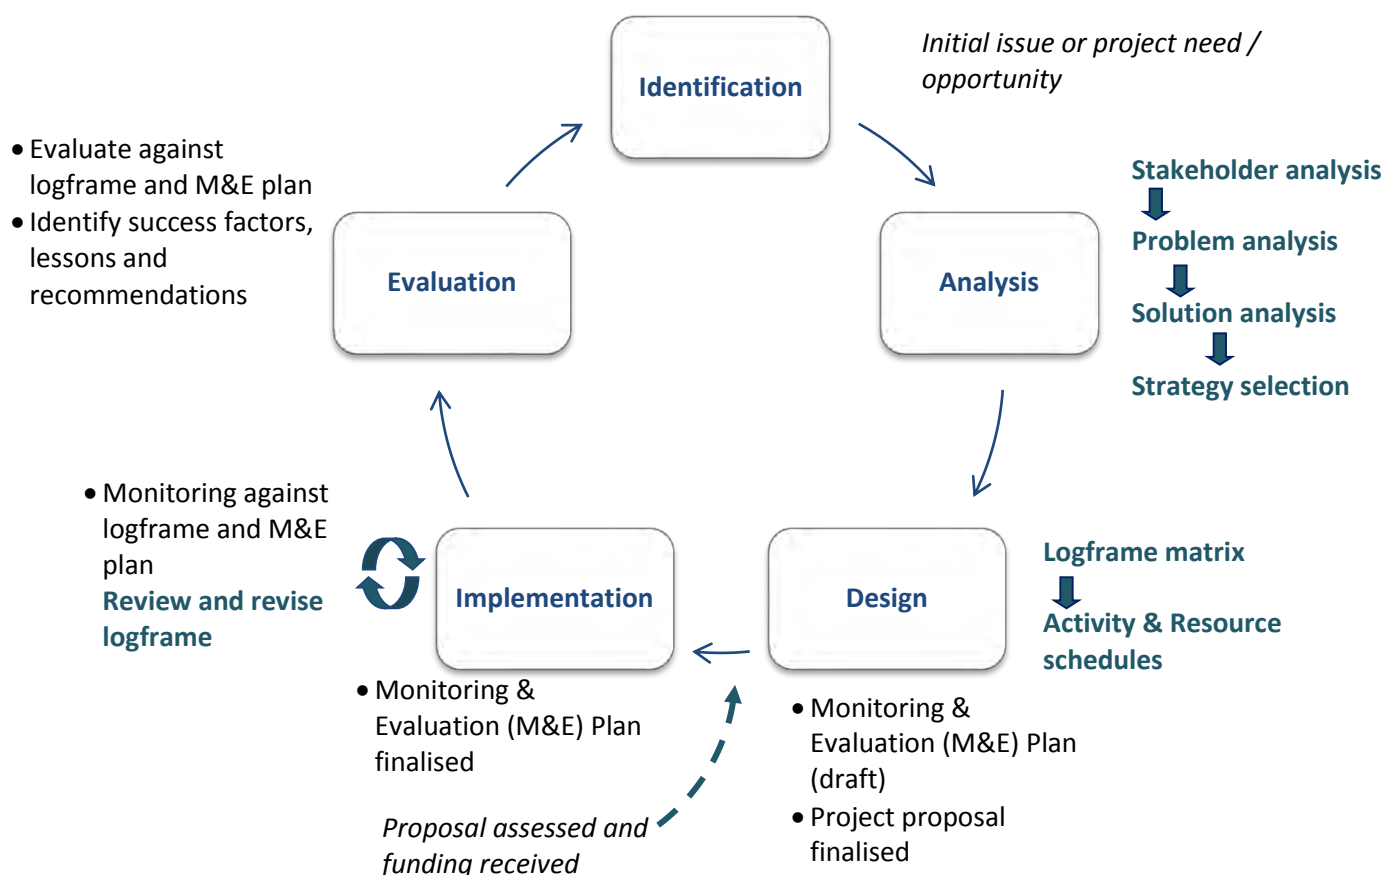 Identification
Initial issue or project need /
opportunity
• Evaluate against
logframe and M&E plan
• Identify success factors,
lessons and
recommendations
Evaluation
Analysis
Stakeholder analysis
Problem analysis
Solution analysis
Strategy selection
• Monitoring against
logframe and M&E
plan
Review and revise
logframe
Implementation
Design
Logframe matrix
Activity & Resource
schedules
• Monitoring &
Evaluation (M&E) Plan
finalised
Proposal assessed and
funding received
• Monitoring &
Evaluation (M&E) Plan
(draft)
• Project proposal
finalised